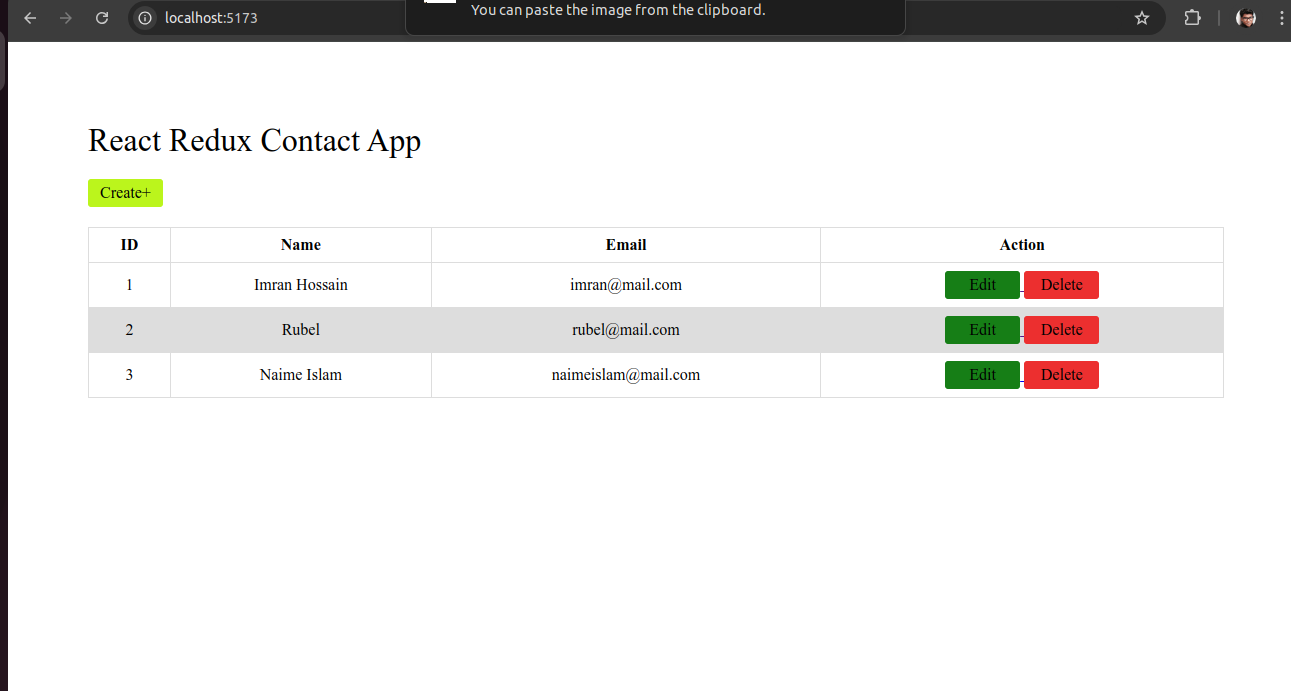 You can paste the image from the clipboard.
localhost:5173
React Redux Contact App
Create+
ID Name Email Action
1 Imran Hossain imran@mail.com Edit Delete
2 Rubel rubel@mail.com Edit Delete
3 Naime Islam naimeislam@mail.com Edit Delete